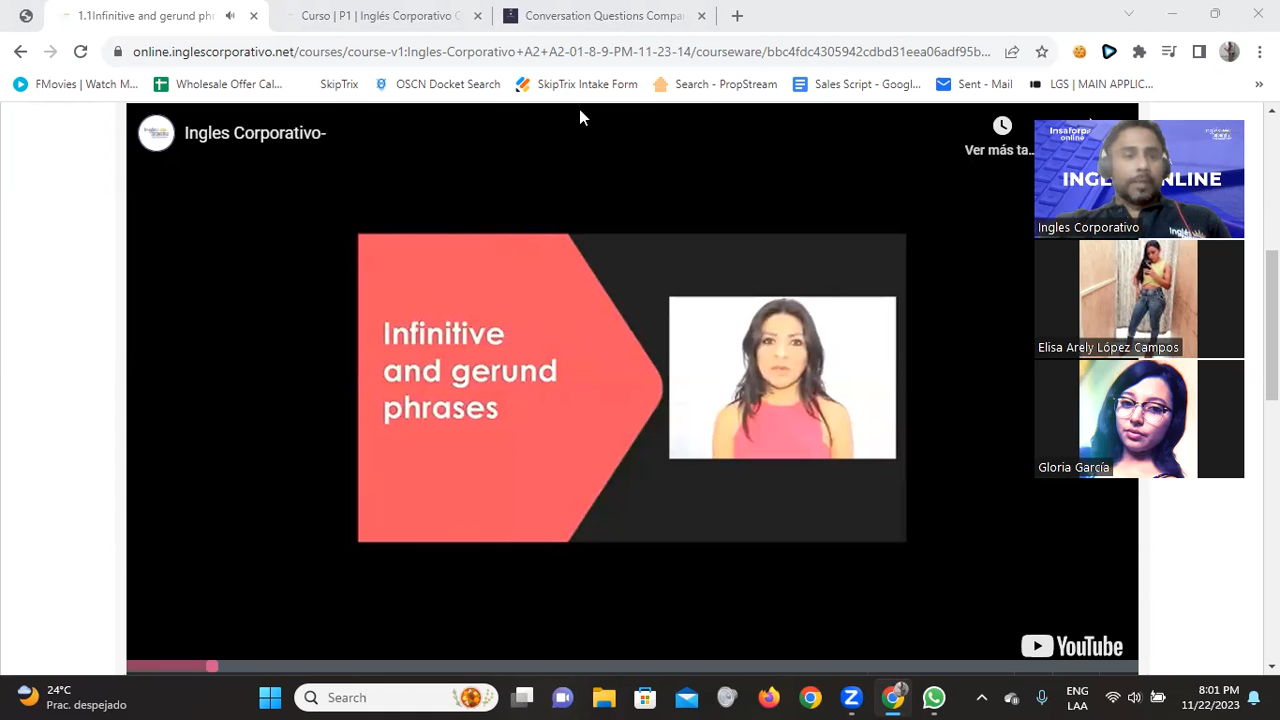 1.1Infinitive and gerund ph
Curso | P1 | Inglés Corporativo C
Conversation Questions Compa
online.inglescorporativo.net/courses/course-v1:Ingles-Corporativo+A2+A2-01-8-9-PM-11-23-14/courseware/bbc4fdc4305942cdbd31eea06adf95b...
FMovies | Watch M...
Wholesale Offer Cal...
SkipTrix
OSCN Docket Search
SkipTrix Intake Form
Search - PropStream
Sales Script - Googl...
Sent - Mail
LGS | MAIN APPLIC...
»
Ingles Corporativo-
Ver más ta...
Infinitive
and gerund
phrases
YouTube
online
Ingles Corporativo
Elisa Arely López Campos
Gloria García
24°C
Prac. despejado
Search
ENG
LAA
8:01 PM
11/22/2023